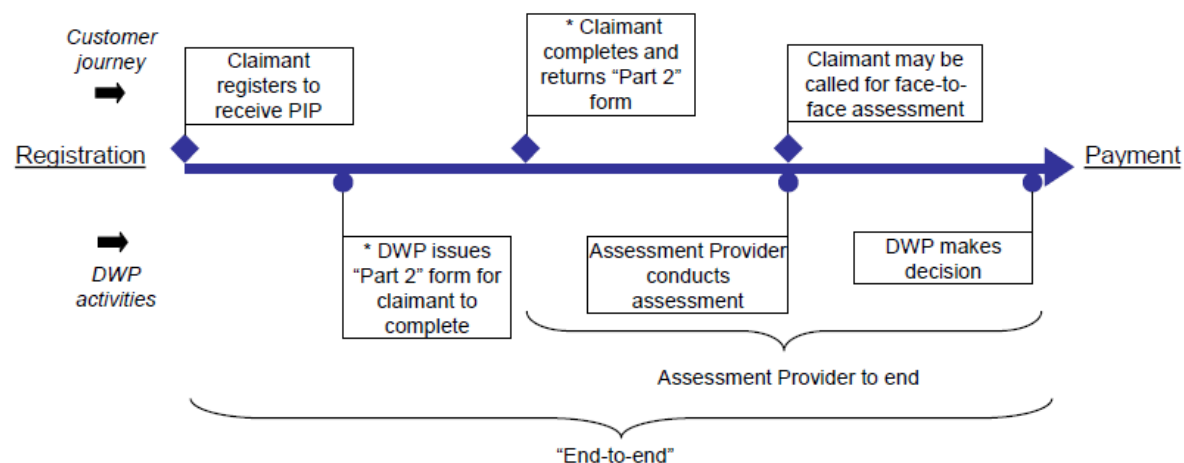 Customer
journey
Claimant
registers to
receive PIP
* Claimant
completes and
returns “Part 2”
form
Claimant may be
called for face-to-
face assessment
Registration
Payment
DWP
activities
* DWP issues
“Part 2” form for
claimant to
complete
Assessment Provider
conducts
assessment
DWP makes
decision
Assessment Provider to end
“End-to-end”